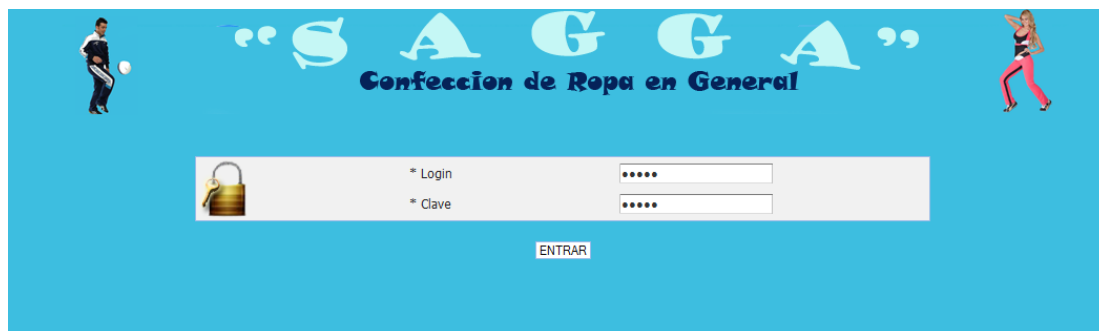 “S A G G A”
Confeccion de Ropa en General
* Login •••••
* Clave •••••
ENTRAR